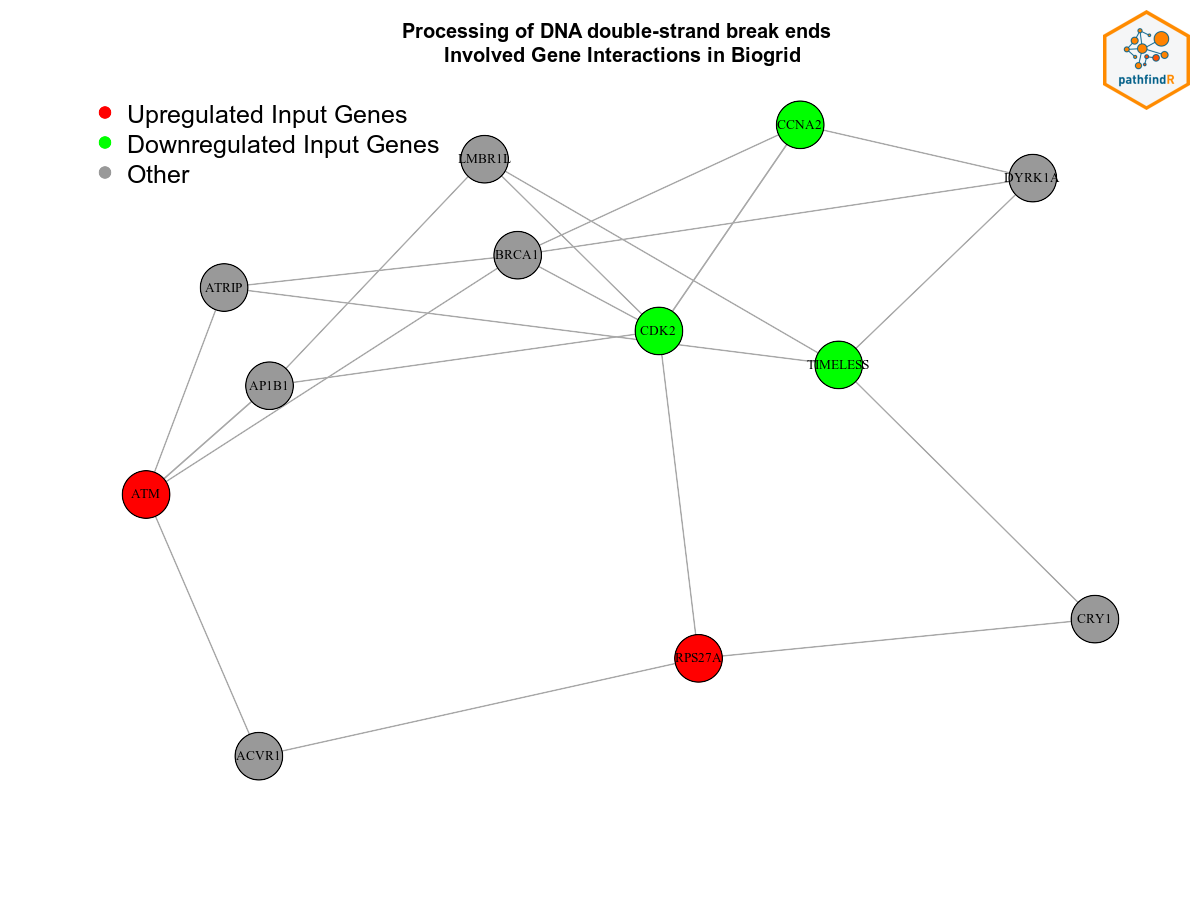 Processing of DNA double-strand break ends
Involved Gene Interactions in Biogrid
pathfindR
Upregulated Input Genes
Downregulated Input Genes
Other
CCNA2
LMBR1L
DYRK1A
BRCA1
ATRIP
CDK2
TIMELESS
AP1B1
ATM
CRY1
RPS27A
ACVR1